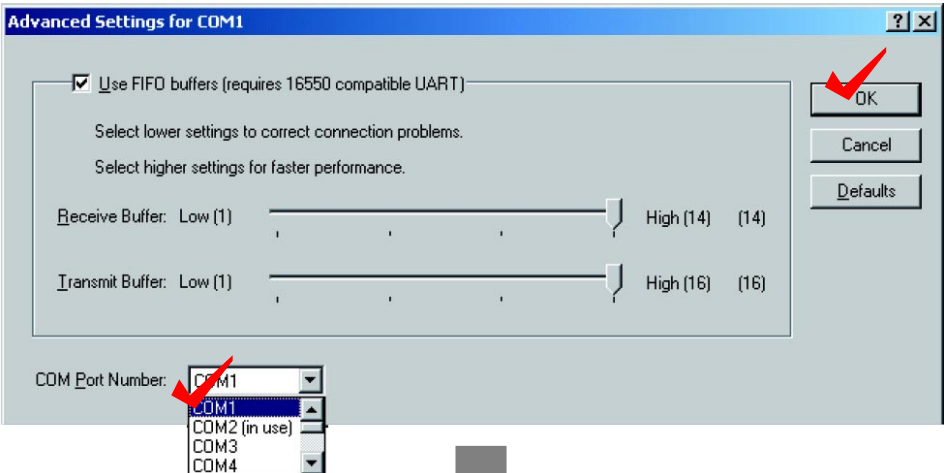 Advanced Settings for COM1
Use FIFO buffers (requires 16550 compatible UART)
OK
Select lower settings to correct connection problems.
Cancel
Select higher settings for faster performance.
Defaults
Receive Buffer: Low (1) High (14) (14)
Transmit Buffer: Low (1) High (16) (16)
COM Port Number: COM1
COM1
COM2 (in use)
COM3
COM4